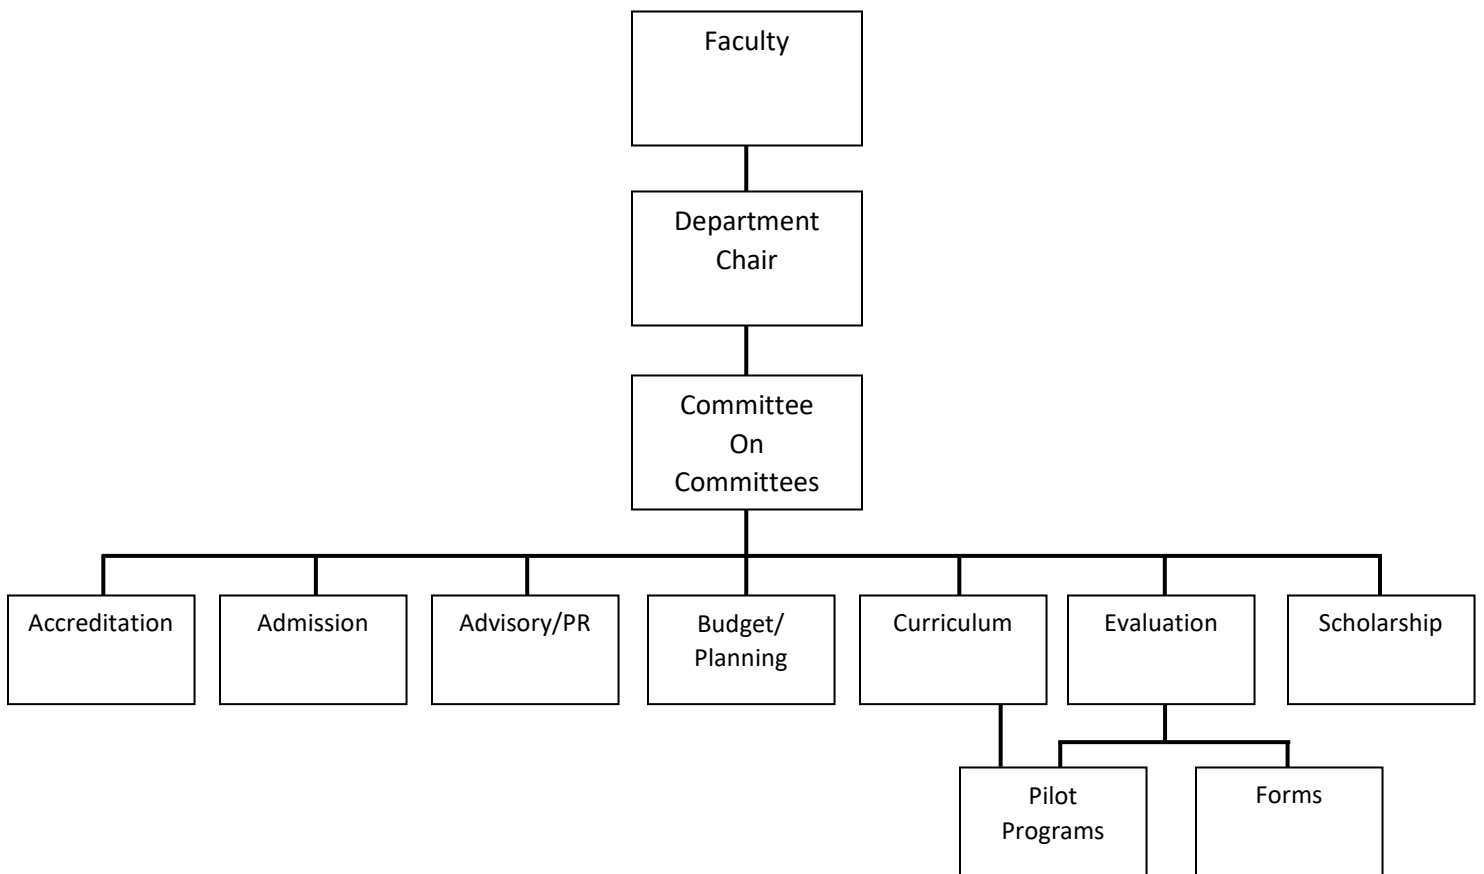 Faculty
Department
Chair
Committee
On
Committees
Accreditation
Admission
Advisory/PR
Budget/
Planning
Curriculum
Evaluation
Scholarship
Pilot
Programs
Forms